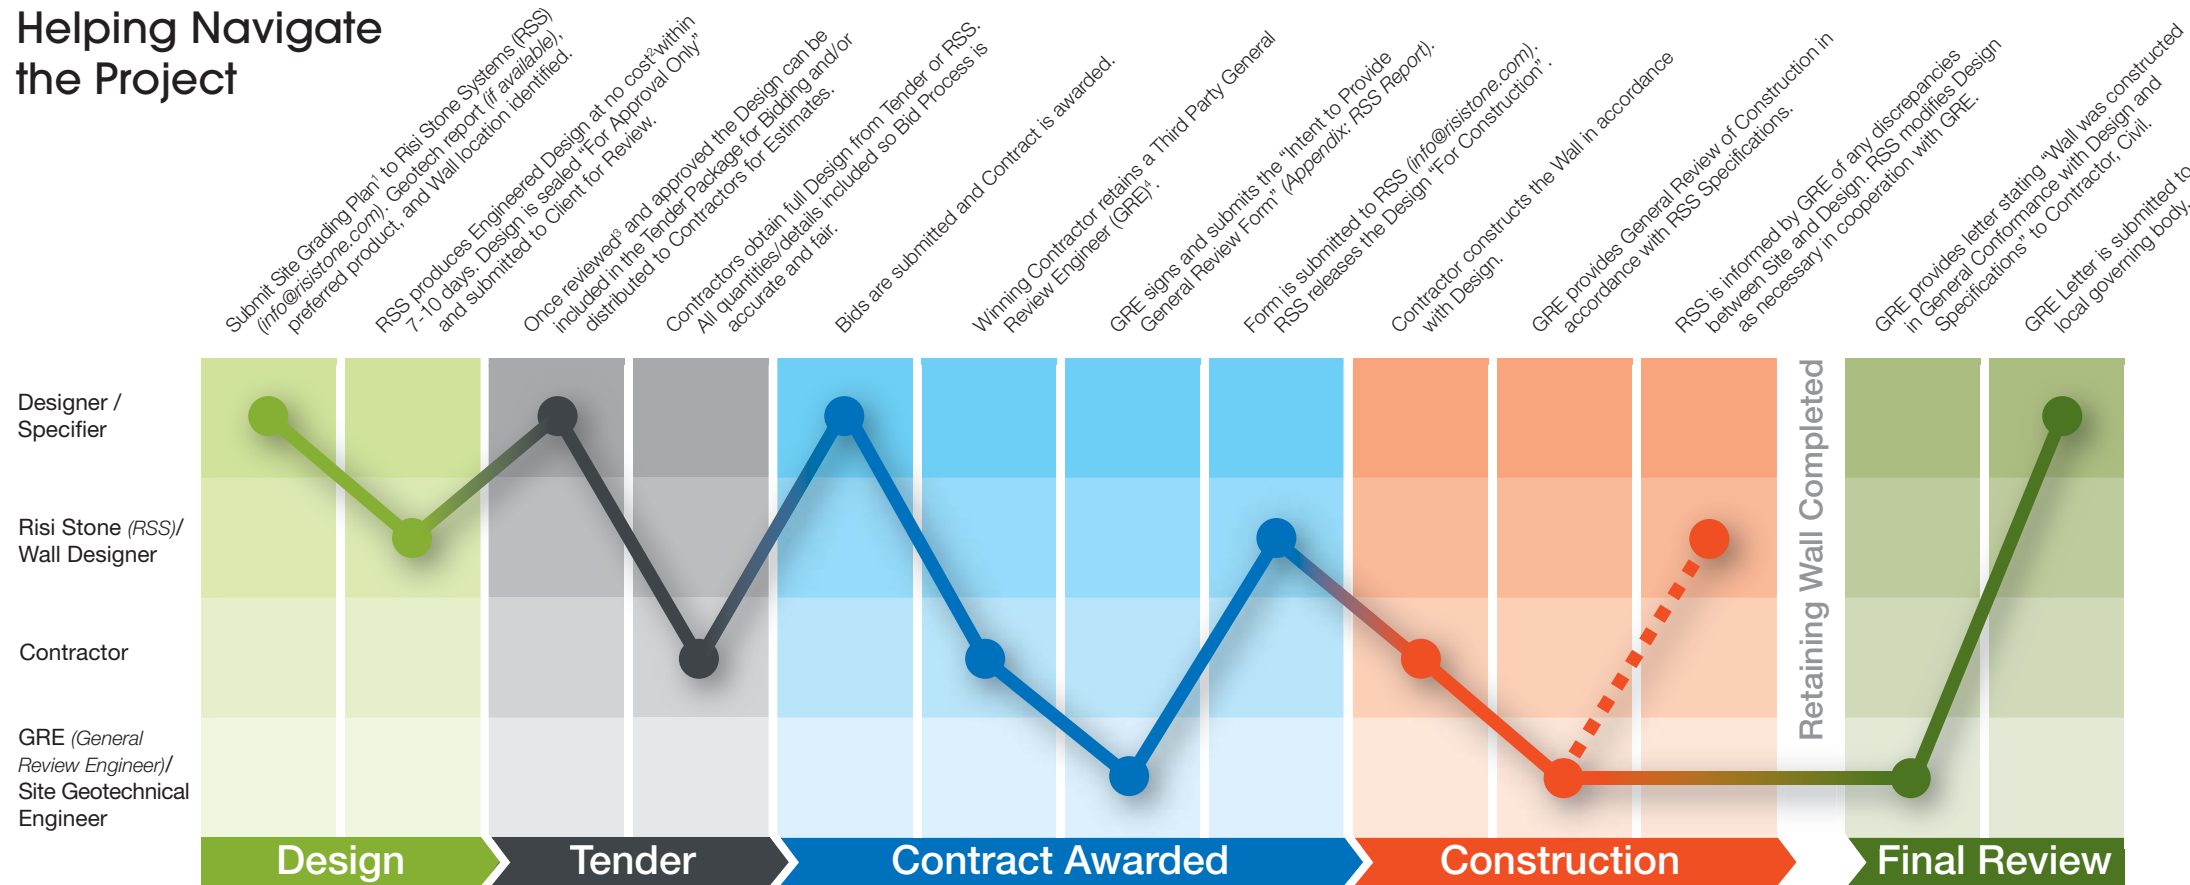 Helping Navigate
the Project
Submit Site Grading Plan¹ to Risi Stone Systems (RSS)
(info@risistone.com). Geotech report (if available),
preferred product, and Wall location identified.
RSS produces Engineered Design at no cost² within
7-10 days. Design is sealed “For Approval Only”
and submitted to Client for Review.
Once reviewed³ and approved the Design can be
included in the Tender Package for Bidding and/or
distributed to Contractors for Estimates.
Contractors obtain full Design from Tender or RSS.
All quantities/details included so Bid Process is
accurate and fair.
Bids are submitted and Contract is awarded.
Winning Contractor retains a Third Party General
Review Engineer (GRE)⁴.
GRE signs and submits the “Intent to Provide
General Review Form” (Appendix: RSS Report).
Form is submitted to RSS (info@risistone.com).
RSS releases the Design “For Construction”.
Contractor constructs the Wall in accordance
with Design.
GRE provides General Review of Construction in
accordance with RSS Specifications.
RSS is informed by GRE of any discrepancies
between Site and Design. RSS modifies Design
as necessary in cooperation with GRE.
GRE provides letter stating “Wall was constructed
in General Conformance with Design and
Specifications” to Contractor, Civil.
GRE Letter is submitted to
local governing body.
Designer /
Specifier
Risi Stone (RSS)/
Wall Designer
Contractor
GRE (General
Review Engineer)/
Site Geotechnical
Engineer
Retaining Wall Completed
Design
Tender
Contract Awarded
Construction
Final Review